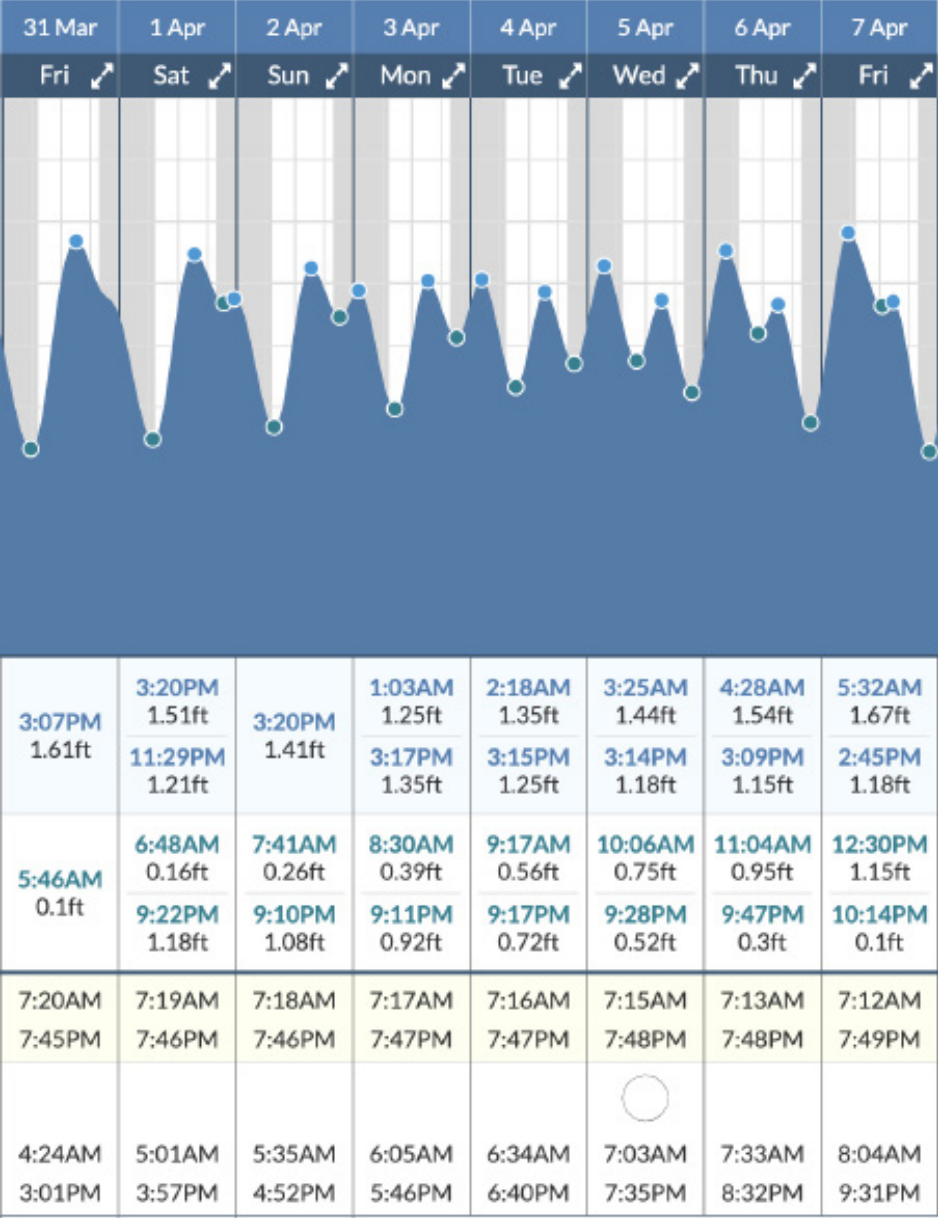 31 Mar 1 Apr 2 Apr 3 Apr 4 Apr 5 Apr 6 Apr 7 Apr
Fri Sat Sun Mon Tue Wed Thu Fri
3:20PM 1:03AM 2:18AM 3:25AM 4:28AM 5:32AM
1.51ft 1.25ft 1.35ft 1.44ft 1.54ft 1.67ft
3:07PM 3:20PM
1.61ft 1.41ft
11:29PM 3:17PM 3:15PM 3:14PM 3:09PM 2:45PM
1.21ft 1.35ft 1.25ft 1.18ft 1.15ft 1.18ft
6:48AM 7:41AM 8:30AM 9:17AM 10:06AM 11:04AM 12:30PM
0.16ft 0.26ft 0.39ft 0.56ft 0.75ft 0.95ft 1.15ft
5:46AM
0.1ft
9:22PM 9:10PM 9:11PM 9:17PM 9:28PM 9:47PM 10:14PM
1.18ft 1.08ft 0.92ft 0.72ft 0.52ft 0.3ft 0.1ft
7:20AM 7:19AM 7:18AM 7:17AM 7:16AM 7:15AM 7:13AM 7:12AM
7:45PM 7:46PM 7:46PM 7:47PM 7:47PM 7:48PM 7:48PM 7:49PM
4:24AM 5:01AM 5:35AM 6:05AM 6:34AM 7:03AM 7:33AM 8:04AM
3:01PM 3:57PM 4:52PM 5:46PM 6:40PM 7:35PM 8:32PM 9:31PM